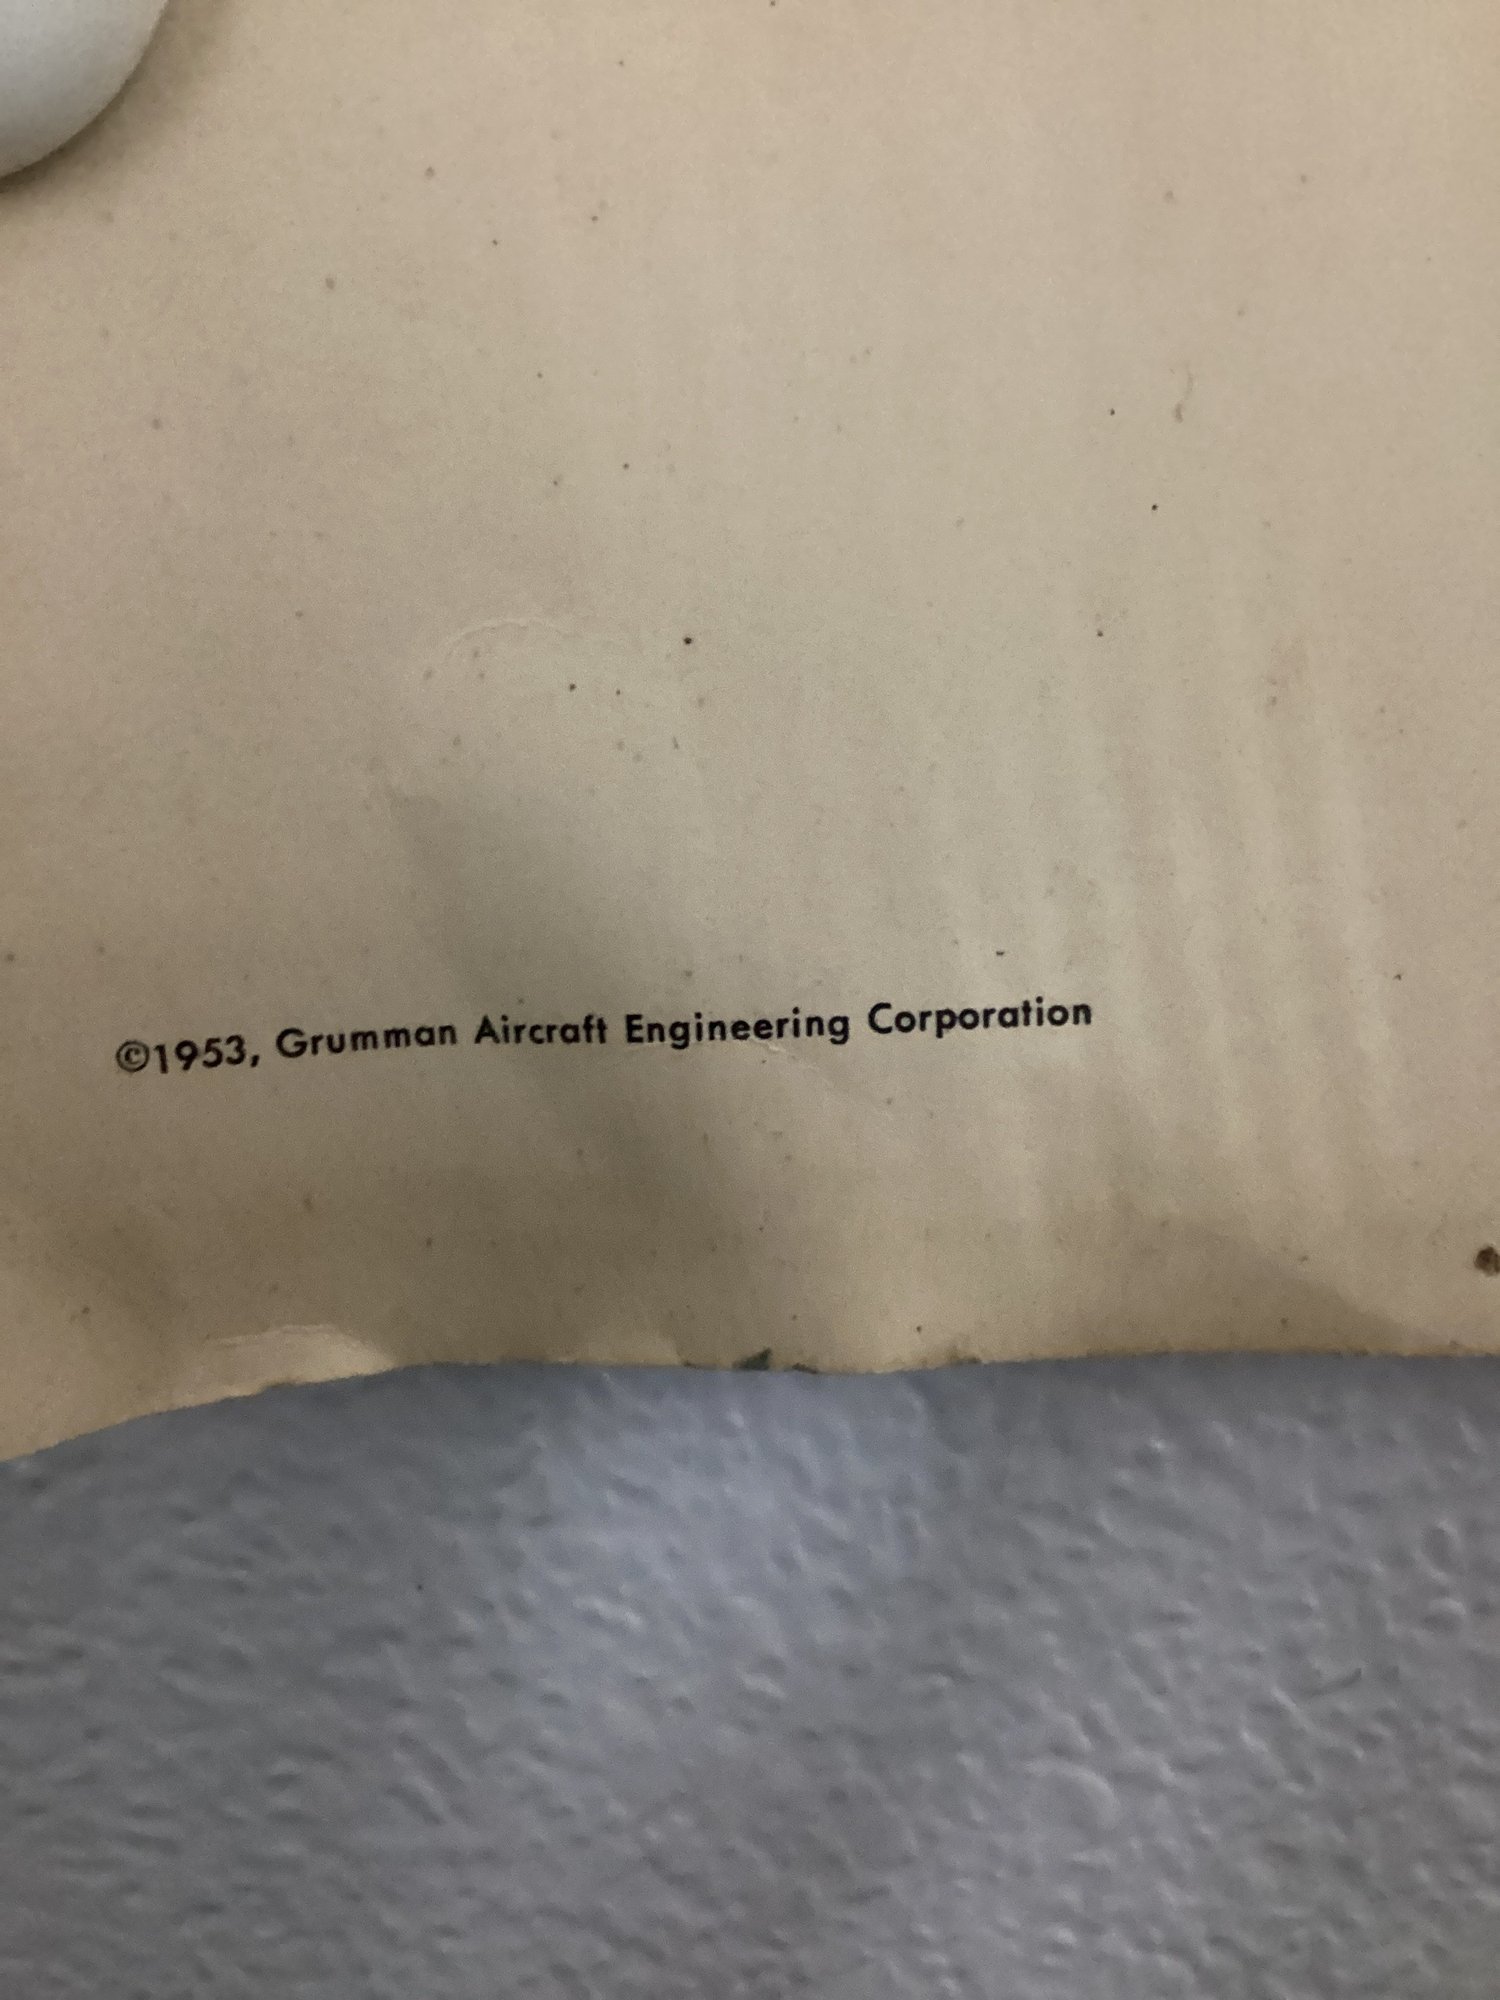 ©1953, Grumman Aircraft Engineering Corporation